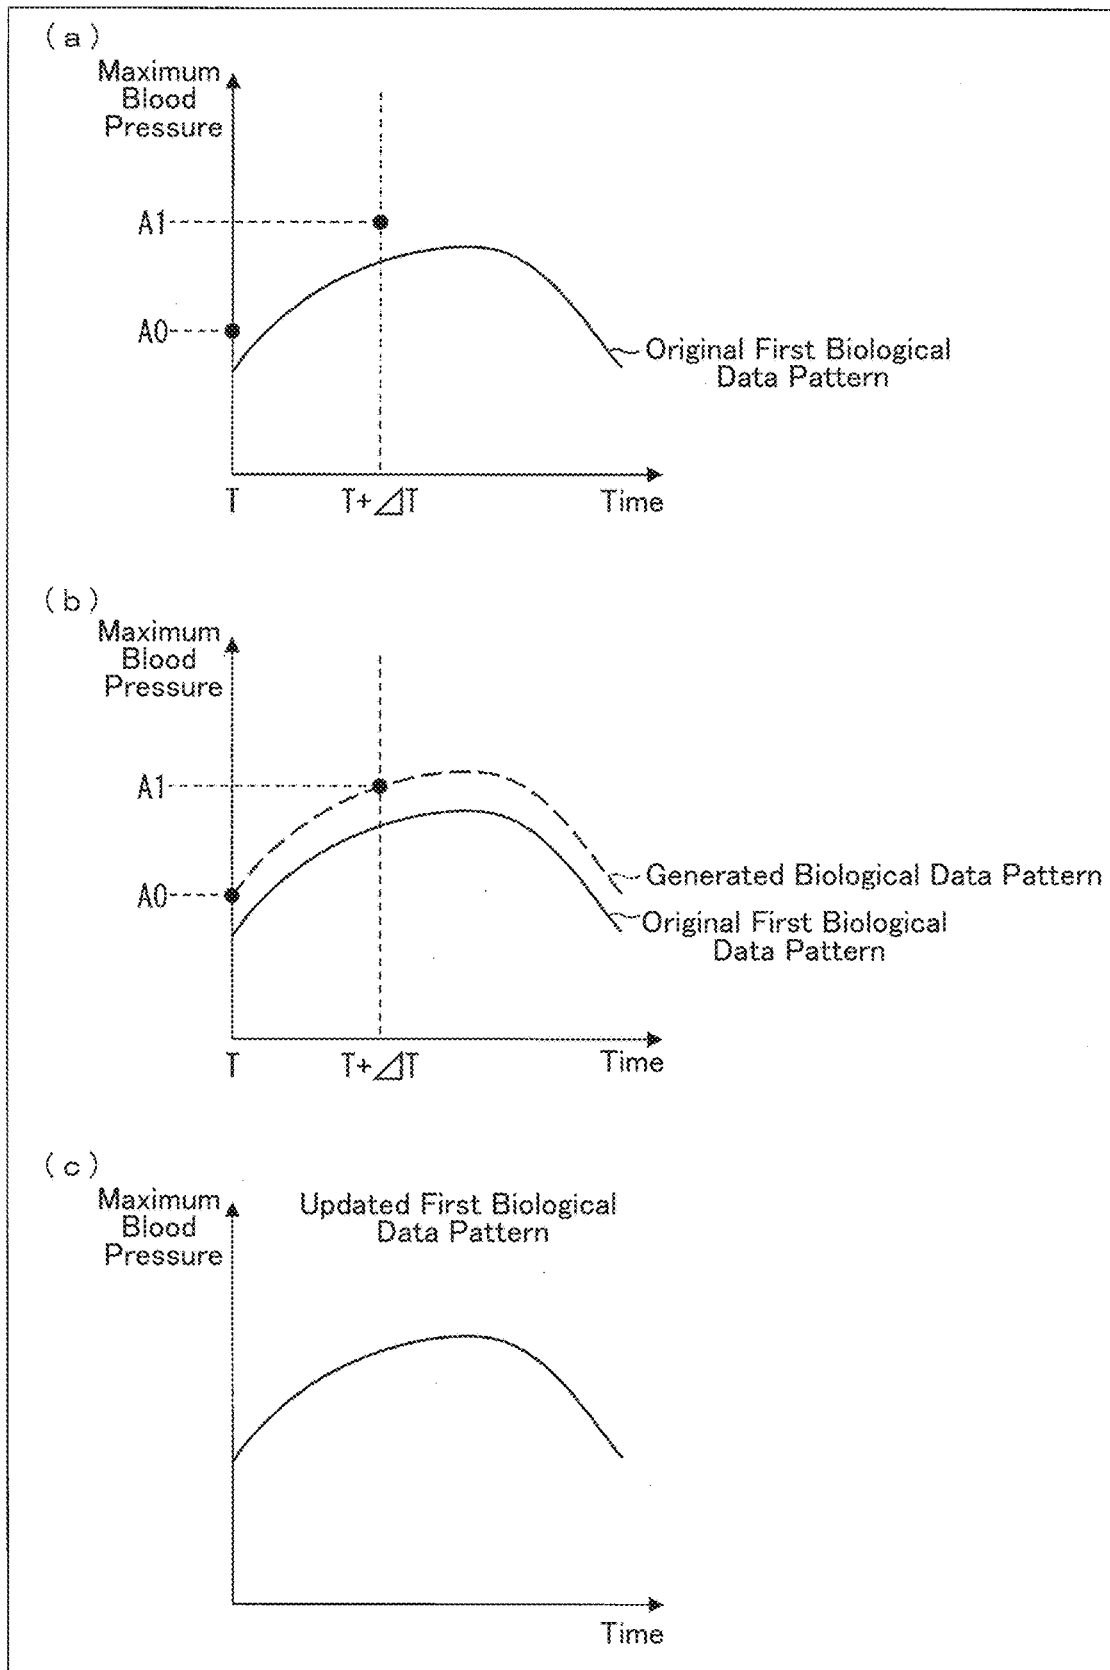 (a)
Maximum
Blood
Pressure
A1
A0
Original First Biological
Data Pattern
T
T+⊿T
Time
(b)
Maximum
Blood
Pressure
A1
A0
Generated Biological Data Pattern
Original First Biological
Data Pattern
T
T+⊿T
Time
(c)
Maximum
Blood
Pressure
Updated First Biological
Data Pattern
Time